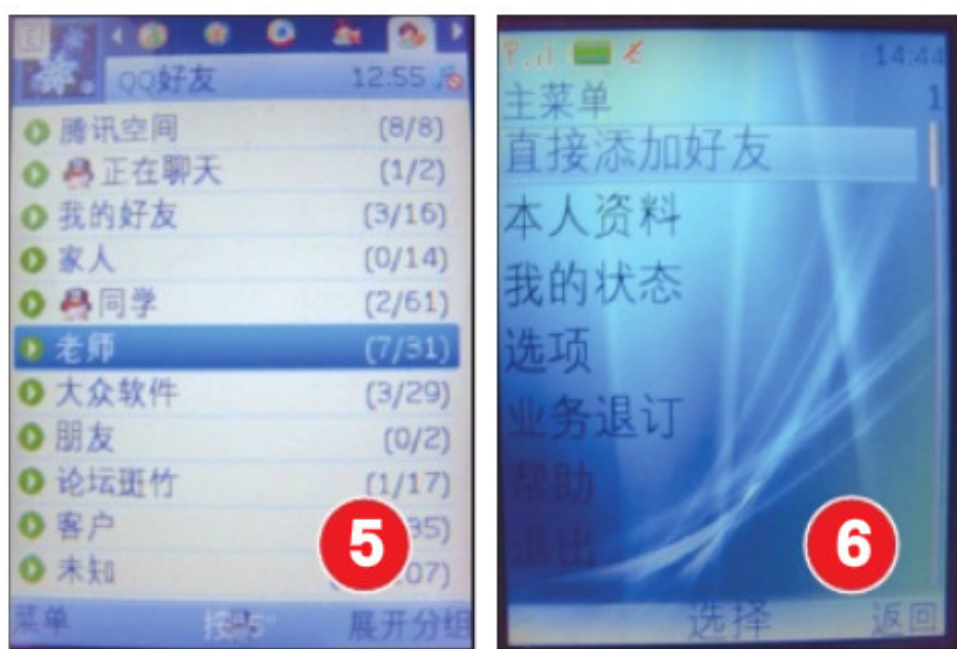 E
QQ好友 12:55
腾讯空间 (8/8)
正在聊天 (1/2)
我的好友 (3/16)
家人 (0/14)
同学 (2/61)
老师 (7/31)
大众软件 (3/29)
朋友 (0/2)
论坛斑竹 (1/17)
客户
未知
菜单 展开分组
5
14:44
主菜单 1
直接添加好友
本人资料
我的状态
选项
业务退订
帮助
退出
选择 返回
6